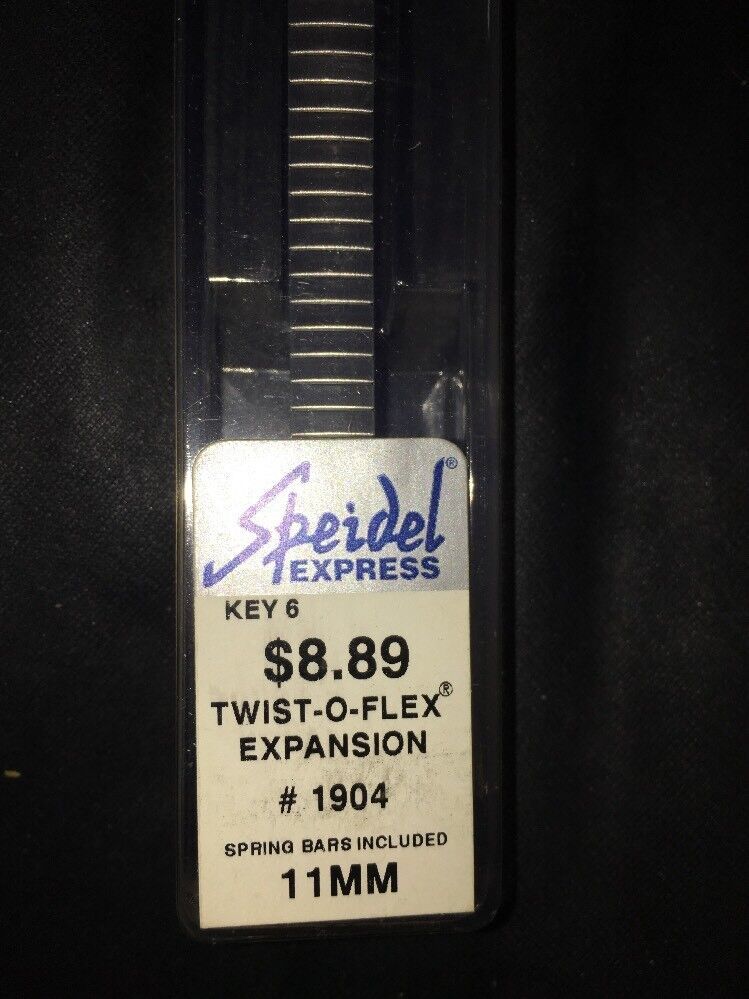 Speidel®
EXPRESS
KEY 6
$8.89
TWIST-O-FLEX®
EXPANSION
# 1904
SPRING BARS INCLUDED
11MM